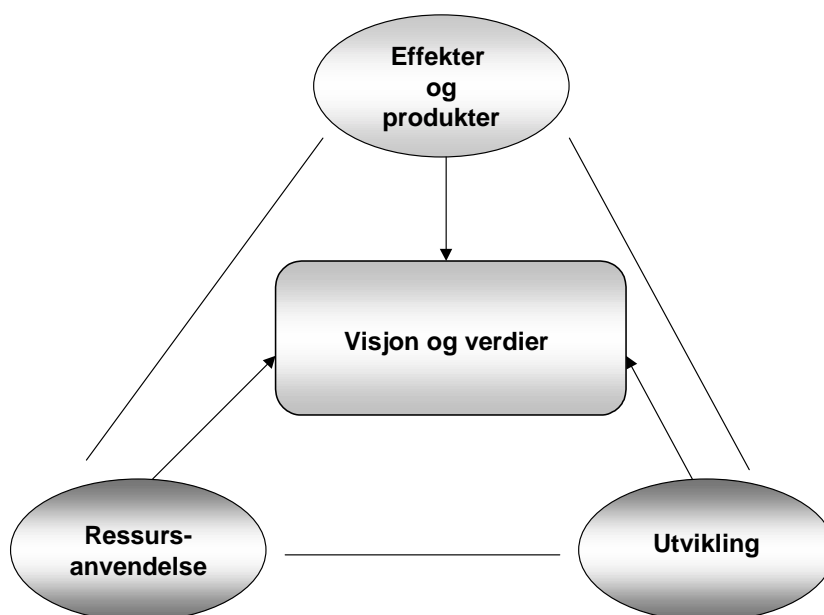 Effekter
og
produkter
Visjon og verdier
Ressurs-
anvendelse
Utvikling